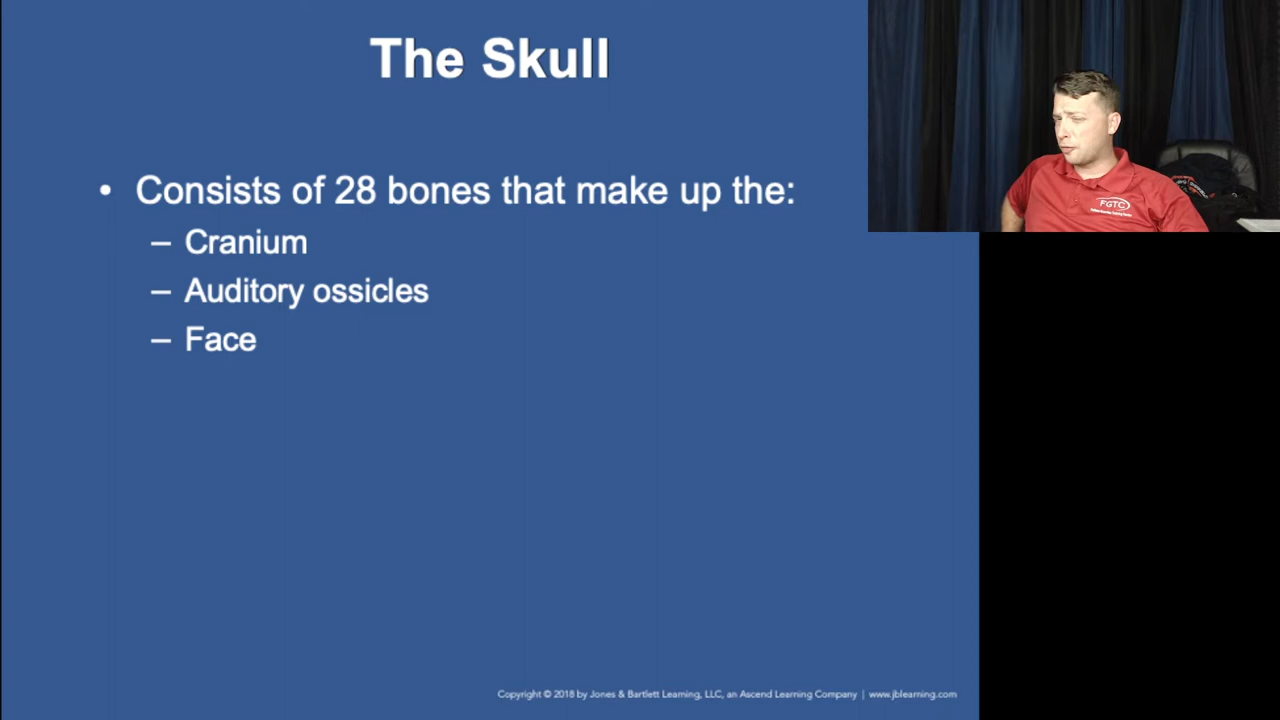 The Skull
• Consists of 28 bones that make up the:
– Cranium
– Auditory ossicles
– Face
FGTC
Copyright © 2018 by Jones & Bartlett Learning, LLC, an Ascend Learning Company | www.jblearning.com